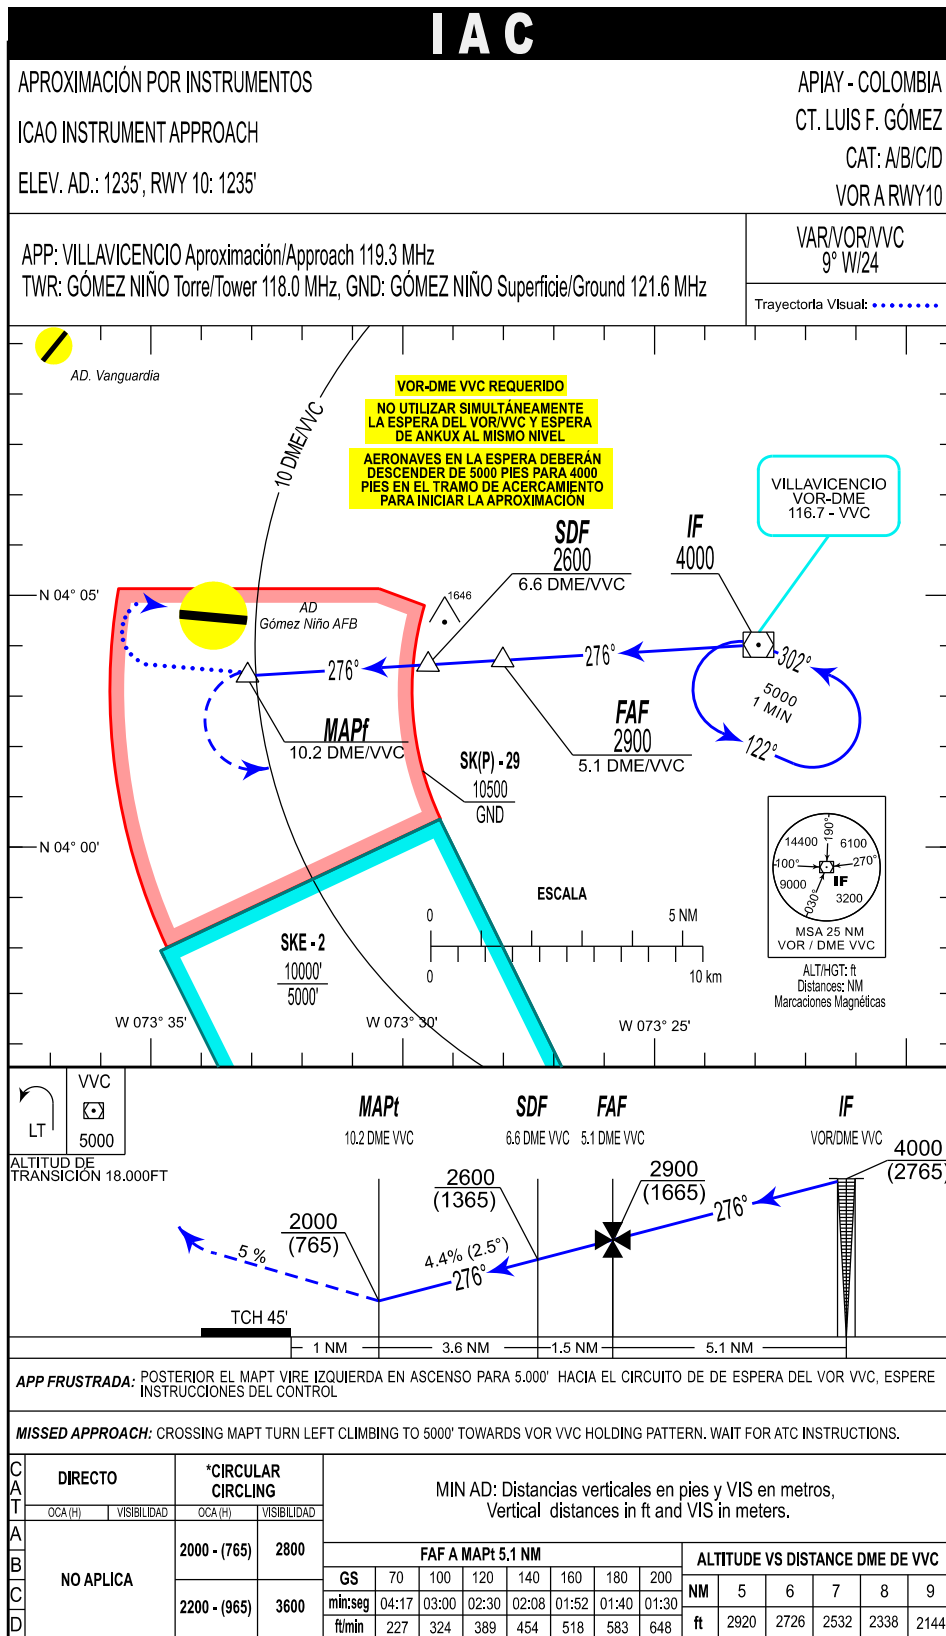 IAC
APROXIMACIÓN POR INSTRUMENTOS
ICAO INSTRUMENT APPROACH
ELEV. AD.: 1235', RWY 10: 1235'
APIAY - COLOMBIA
CT. LUIS F. GÓMEZ
CAT: A/B/C/D
VOR A RWY10
APP: VILLAVICENCIO Aproximación/Approach 119.3 MHz
TWR: GÓMEZ NIÑO Torre/Tower 118.0 MHz, GND: GÓMEZ NIÑO Superficie/Ground 121.6 MHz
VAR/VOR/VVC
9° W/24
Trayectoria Visual:
AD. Vanguardia
10 DME/VVC
VOR-DME VVC REQUERIDO
NO UTILIZAR SIMULTÁNEAMENTE
LA ESPERA DEL VOR/VVC Y ESPERA
DE ANKUX AL MISMO NIVEL
AERONAVES EN LA ESPERA DEBERÁN
DESCENDER DE 5000 PIES PARA 4000
PIES EN EL TRAMO DE ACERCAMIENTO
PARA INICIAR LA APROXIMACIÓN
VILLAVICENCIO
VOR-DME
116.7 - VVC
SDF
2600
6.6 DME/VVC
IF
4000
N 04° 05'
AD
Gómez Niño AFB
1646
276°
276°
302°
5000
1 MIN
122°
MAPf
10.2 DME/VVC
FAF
2900
5.1 DME/VVC
SK(P) - 29
10500
GND
N 04° 00'
ESCALA
0
5 NM
0
10 km
SKE - 2
10000'
5000'
14400
190°
6100
100°
270°
9000
IF
030°
3200
MSA 25 NM
VOR / DME VVC
ALT/HGT: ft
Distances: NM
Marcaciones Magnéticas
W 073° 35'
W 073° 30'
W 073° 25'
LT
VVC
5000
ALTITUD DE
TRANSICIÓN 18.000FT
MAPt
10.2 DME VVC
SDF
6.6 DME VVC
FAF
5.1 DME VVC
IF
VOR/DME VVC
4000
(2765)
2900
(1665)
2600
(1365)
2000
(765)
276°
4.4% (2.5°)
276°
5 %
TCH 45'
1 NM
3.6 NM
1.5 NM
5.1 NM
APP FRUSTRADA: POSTERIOR EL MAPT VIRE IZQUIERDA EN ASCENSO PARA 5.000' HACIA EL CIRCUITO DE DE ESPERA DEL VOR VVC, ESPERE
INSTRUCCIONES DEL CONTROL
MISSED APPROACH: CROSSING MAPT TURN LEFT CLIMBING TO 5000' TOWARDS VOR VVC HOLDING PATTERN. WAIT FOR ATC INSTRUCTIONS.
CAT
DIRECTO
*CIRCULAR
CIRCLING
OCA (H) VISIBILIDAD OCA (H) VISIBILIDAD
A
B
C
D
NO APLICA
2000 - (765) 2800
2200 - (965) 3600
MIN AD: Distancias verticales en pies y VIS en metros,
Vertical distances in ft and VIS in meters.
FAF A MAPt 5.1 NM
GS 70 100 120 140 160 180 200
min:seg 04:17 03:00 02:30 02:08 01:52 01:40 01:30
ft/min 227 324 389 454 518 583 648
ALTITUDE VS DISTANCE DME DE VVC
NM 5 6 7 8 9
ft 2920 2726 2532 2338 2144